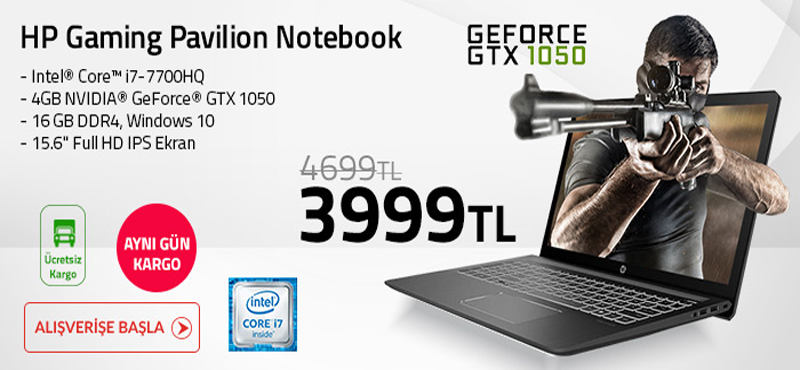 HP Gaming Pavilion Notebook
- Intel® Core™ i7-7700HQ
- 4GB NVIDIA® GeForce® GTX 1050
- 16 GB DDR4, Windows 10
- 15.6" Full HD IPS Ekran
GEFORCE
GTX 1050
4699TL
3999TL
Ücretsiz
Kargo
AYNI GÜN
KARGO
ALIŞVERİŞE BAŞLA
intel®
CORE i7
inside™
hp